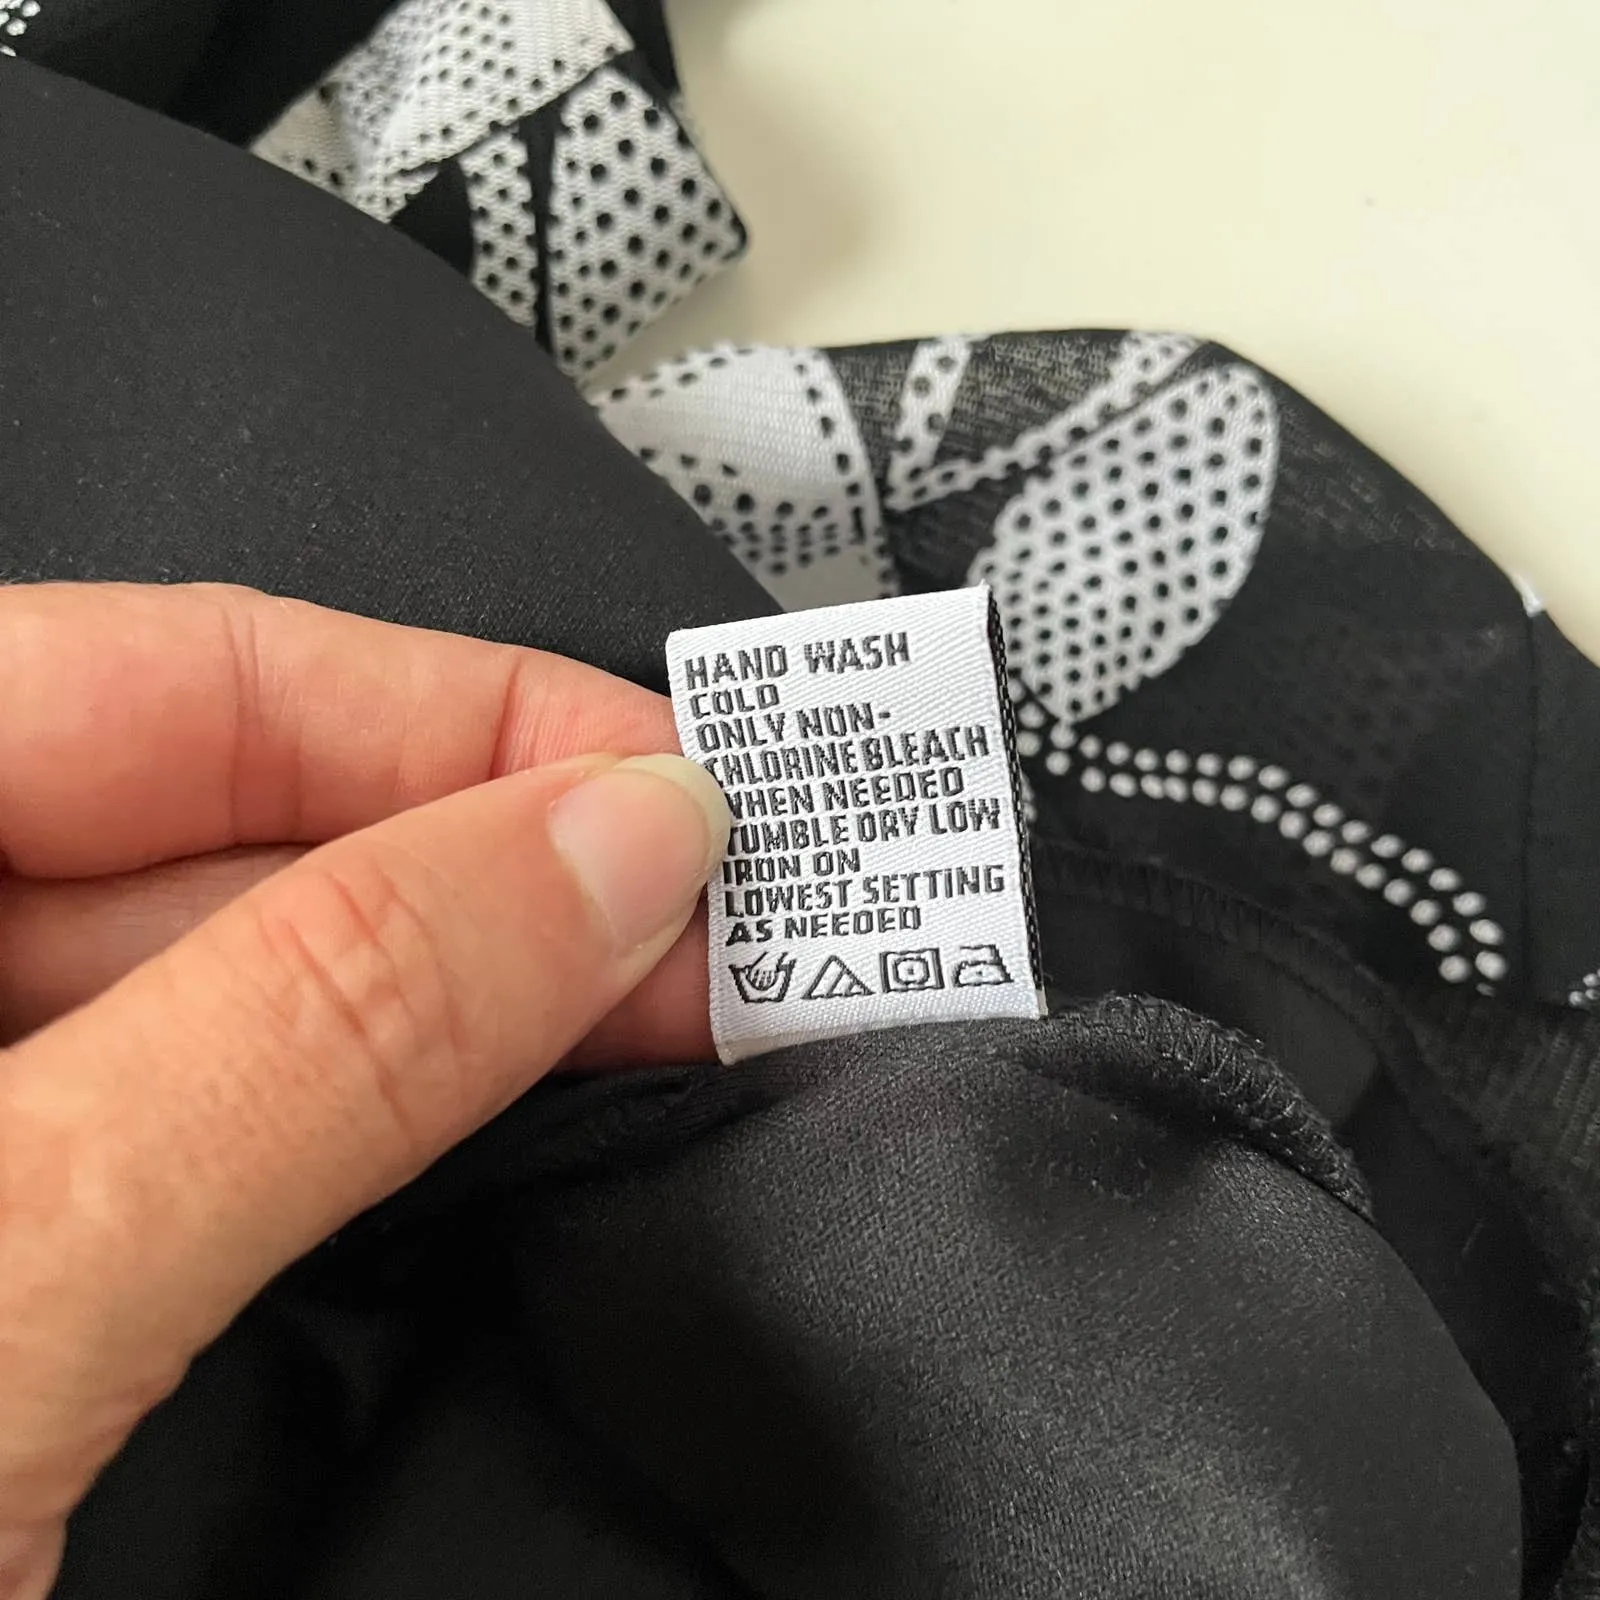 HAND WASH
COLD
ONLY NON-
CHLORINE BLEACH
WHEN NEEDED
TUMBLE DRY LOW
IRON ON
LOWEST SETTING
AS NEEDED